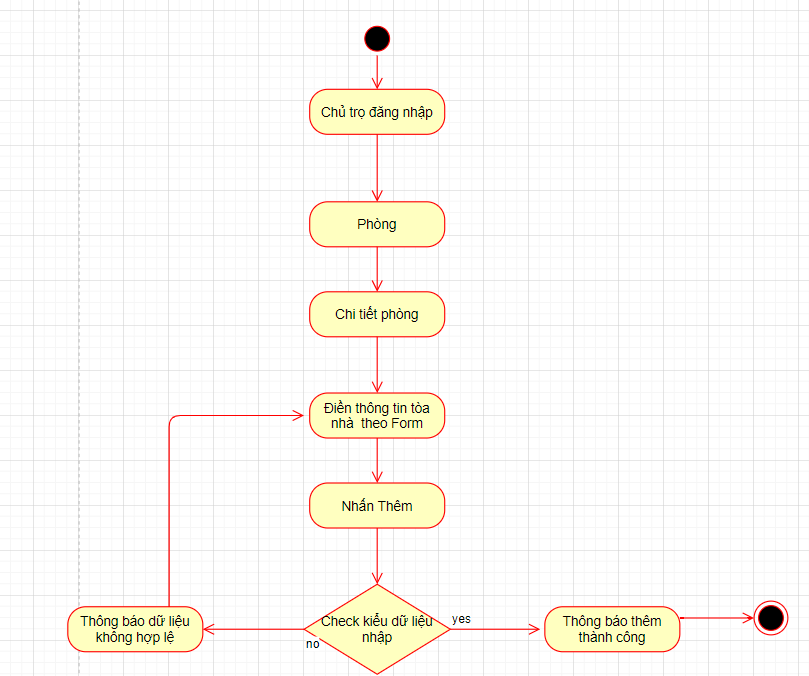 Chủ trọ đăng nhập
Phòng
Chi tiết phòng
Điền thông tin tòa
nhà theo Form
Nhấn Thêm
Check kiểu dữ liệu
nhập
yes
no
Thông báo dữ liệu
không hợp lệ
Thông báo thêm
thành công